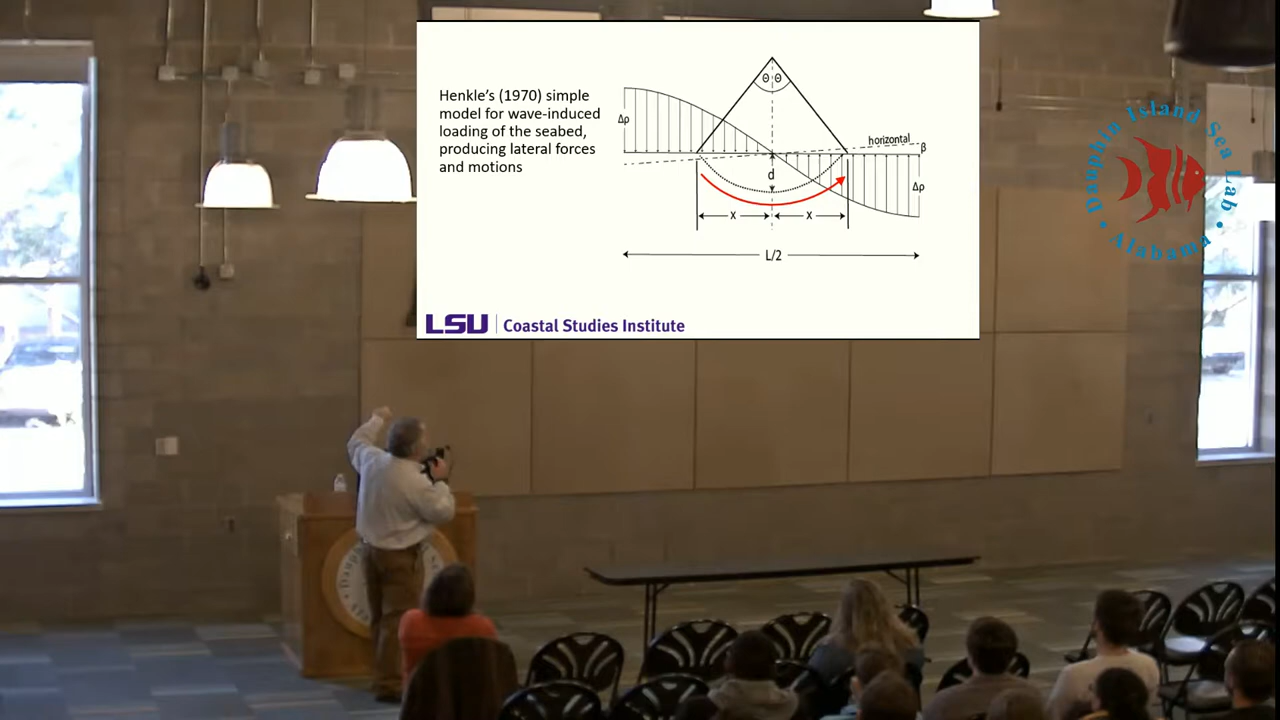 Henkle's (1970) simple
model for wave-induced
loading of the seabed,
producing lateral forces
and motions
Θ Θ
Δρ
horizontal
β
d
Δρ
x x
L/2
LSU Coastal Studies Institute
Dauphin Island Sea Lab
Alabama